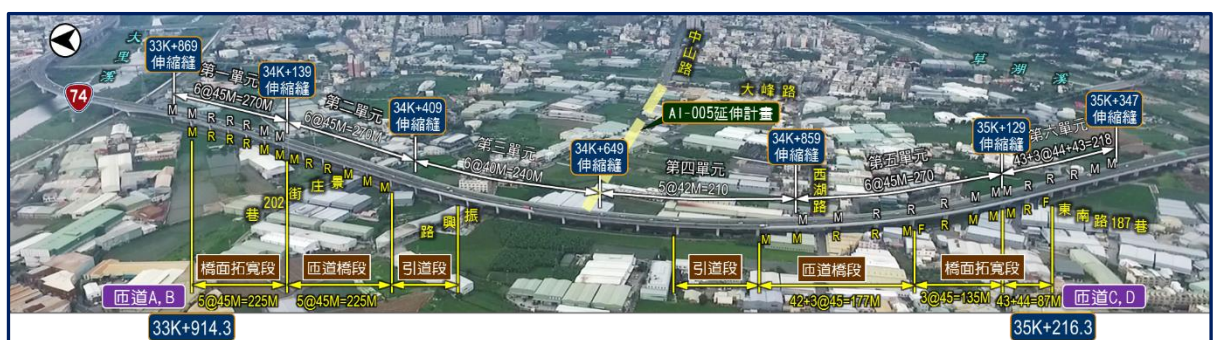 大里溪
74
33K+869
伸縮縫
第一單元
6@45M=270M
34K+139
伸縮縫
第二單元
6@45M=270M
34K+409
伸縮縫
第三單元
6@40M=240M
34K+649
伸縮縫
中山路
AI-005延伸計畫
大峰路
第四單元
5@42M=210
34K+859
伸縮縫
西湖路
第五單元
6@45M=270
草湖溪
35K+129
伸縮縫
第六單元
43+3@44+43=218
35K+347
伸縮縫
M R R R R M M
M R R M M M R R M M M
M M R R R M M M R R R M M
M M R R M F R M M R F
景庄街202巷
振興路
東南路187巷
橋面拓寬段
匝道橋段
引道段
引道段
匝道橋段
橋面拓寬段
匝道A,B
5@45M=225M
5@45M=225M
42+3@45=177M
3@45=135M
43+44=87M
匝道C,D
33K+914.3
35K+216.3